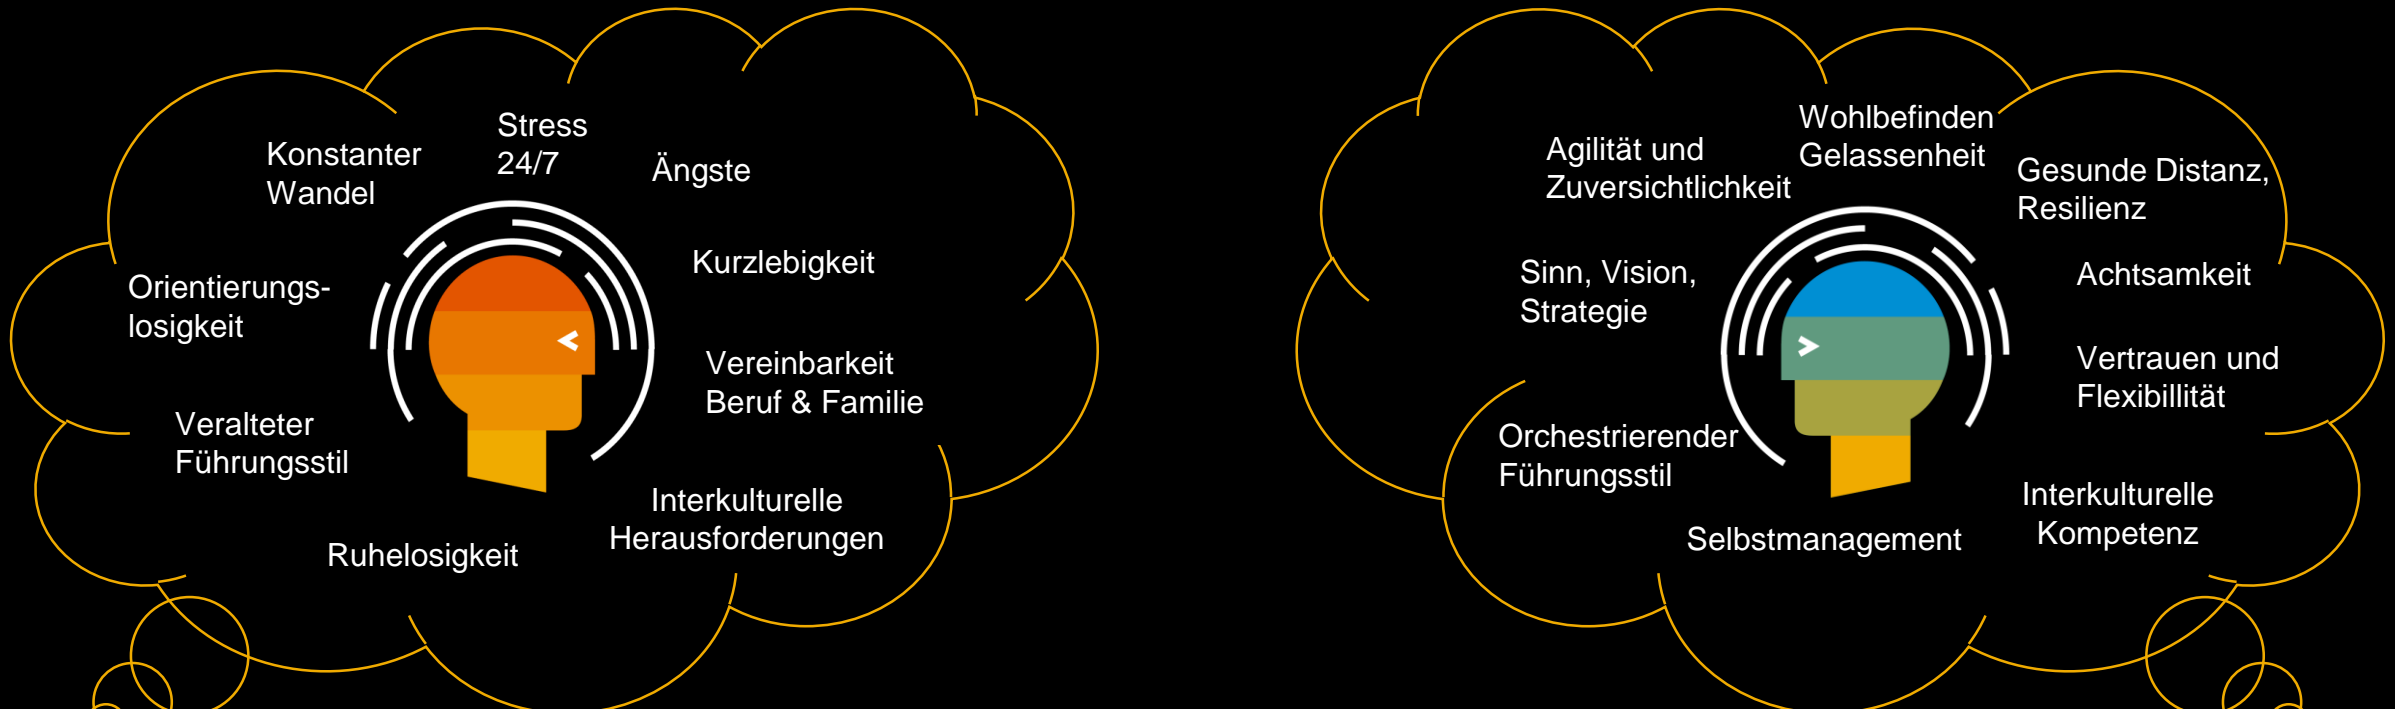 Stress
24/7
Konstanter
Wandel
Ängste
Orientierungs-
losigkeit
Kurzlebigkeit
Vereinbarkeit
Beruf & Familie
Veralteter
Führungsstil
Interkulturelle
Herausforderungen
Ruhelosigkeit
Agilität und
Zuversichtlichkeit
Wohlbefinden
Gelassenheit
Gesunde Distanz,
Resilienz
Sinn, Vision,
Strategie
Achtsamkeit
Vertrauen und
Flexibillität
Orchestrierender
Führungsstil
Interkulturelle
Kompetenz
Selbstmanagement